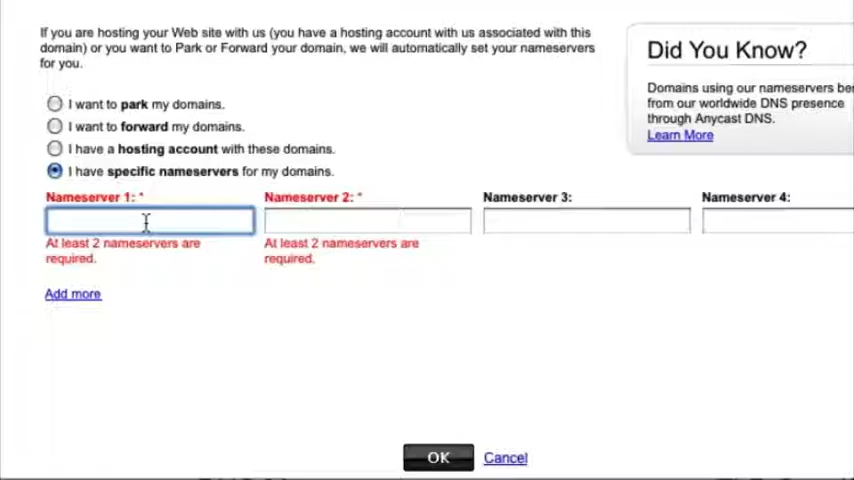 If you are hosting your Web site with us (you have a hosting account with us associated with this
domain) or you want to Park or Forward your domain, we will automatically set your nameservers
for you.
I want to park my domains.
I want to forward my domains.
I have a hosting account with these domains.
I have specific nameservers for my domains.
Nameserver 1: * Nameserver 2: * Nameserver 3: Nameserver 4:
At least 2 nameservers are At least 2 nameservers are
required. required.
Add more
OK Cancel
Did You Know?
Domains using our nameservers
from our worldwide DNS presence
through Anycast DNS.
Learn More